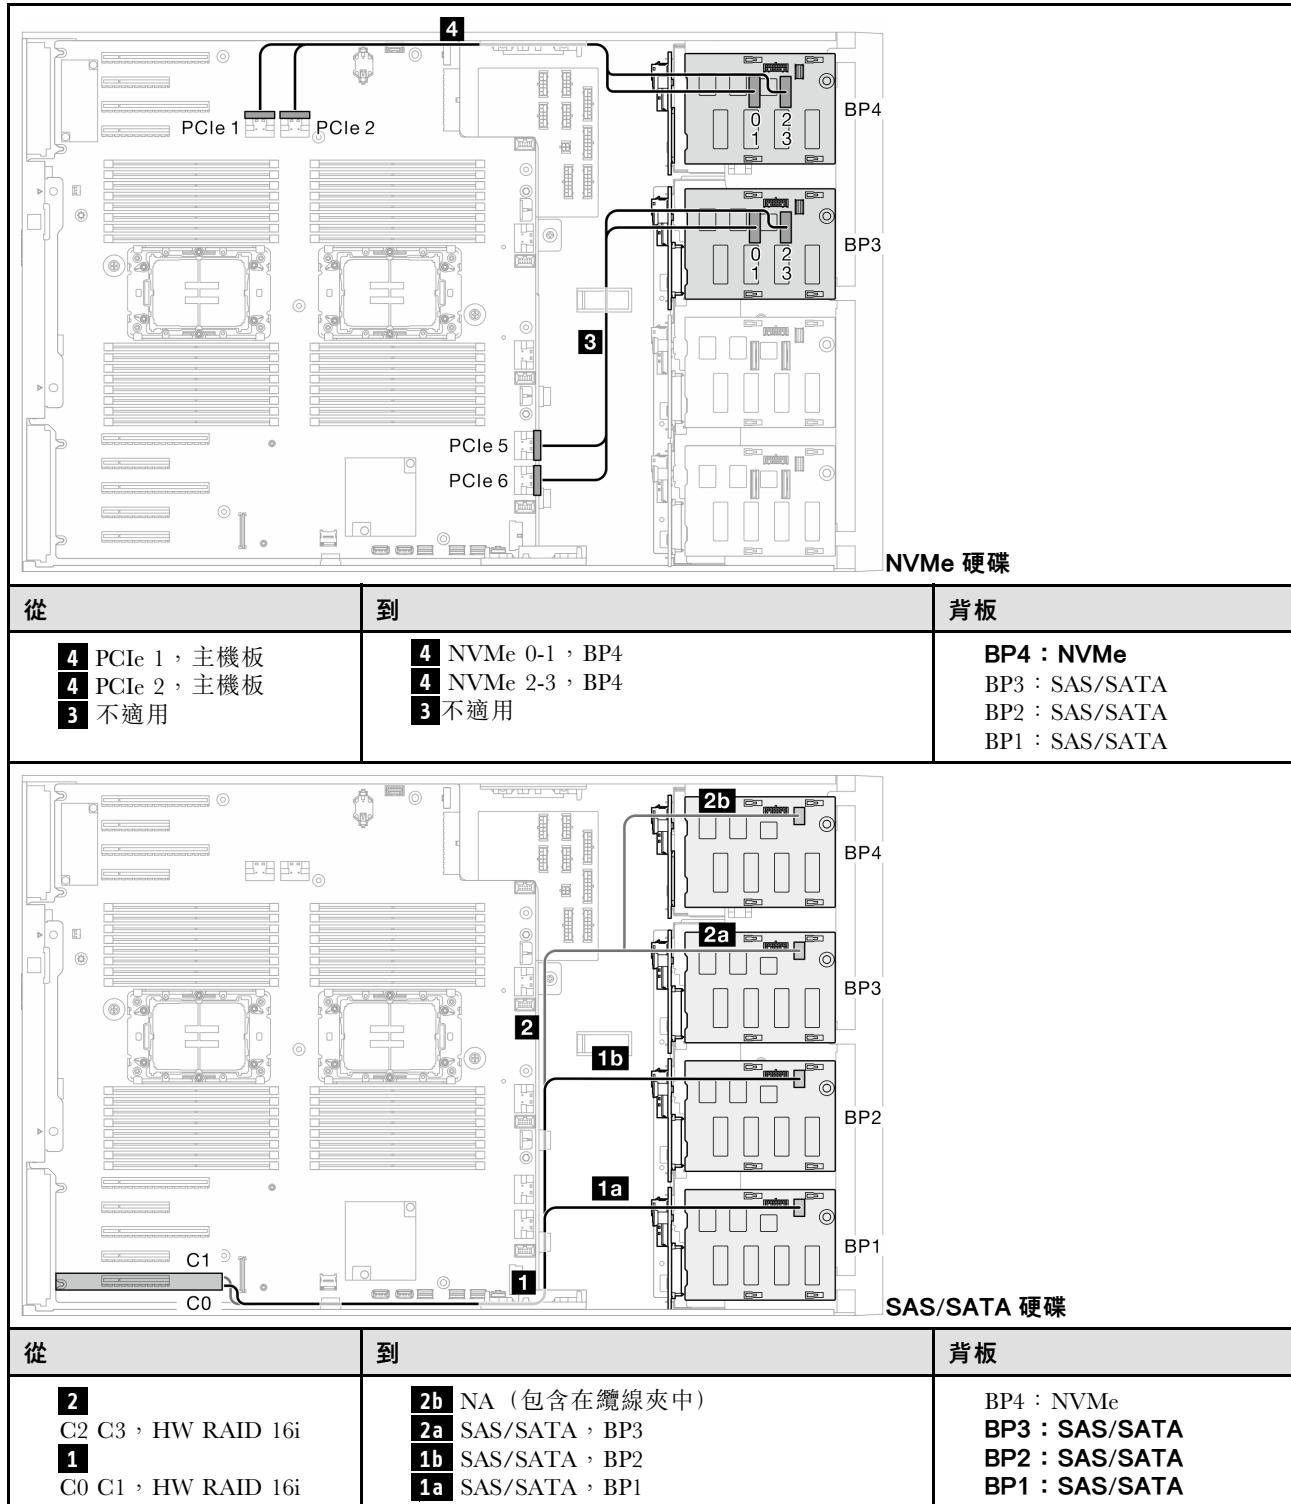 4
PCIe 1
PCIe 2
0 2
1 3
BP4
0 2
1 3
BP3
3
PCIe 5
PCIe 6
NVMe 硬碟
從 到 背板
4 PCIe 1，主機板
4 PCIe 2，主機板
3 不適用
4 NVMe 0-1，BP4
4 NVMe 2-3，BP4
3 不適用
BP4：NVMe
BP3：SAS/SATA
BP2：SAS/SATA
BP1：SAS/SATA
2b
BP4
2a
BP3
2
1b
BP2
1a
BP1
C1
C0
1
SAS/SATA 硬碟
從 到 背板
2
C2 C3，HW RAID 16i
1
C0 C1，HW RAID 16i
2b NA（包含在纜線夾中）
2a SAS/SATA，BP3
1b SAS/SATA，BP2
1a SAS/SATA，BP1
BP4：NVMe
BP3：SAS/SATA
BP2：SAS/SATA
BP1：SAS/SATA